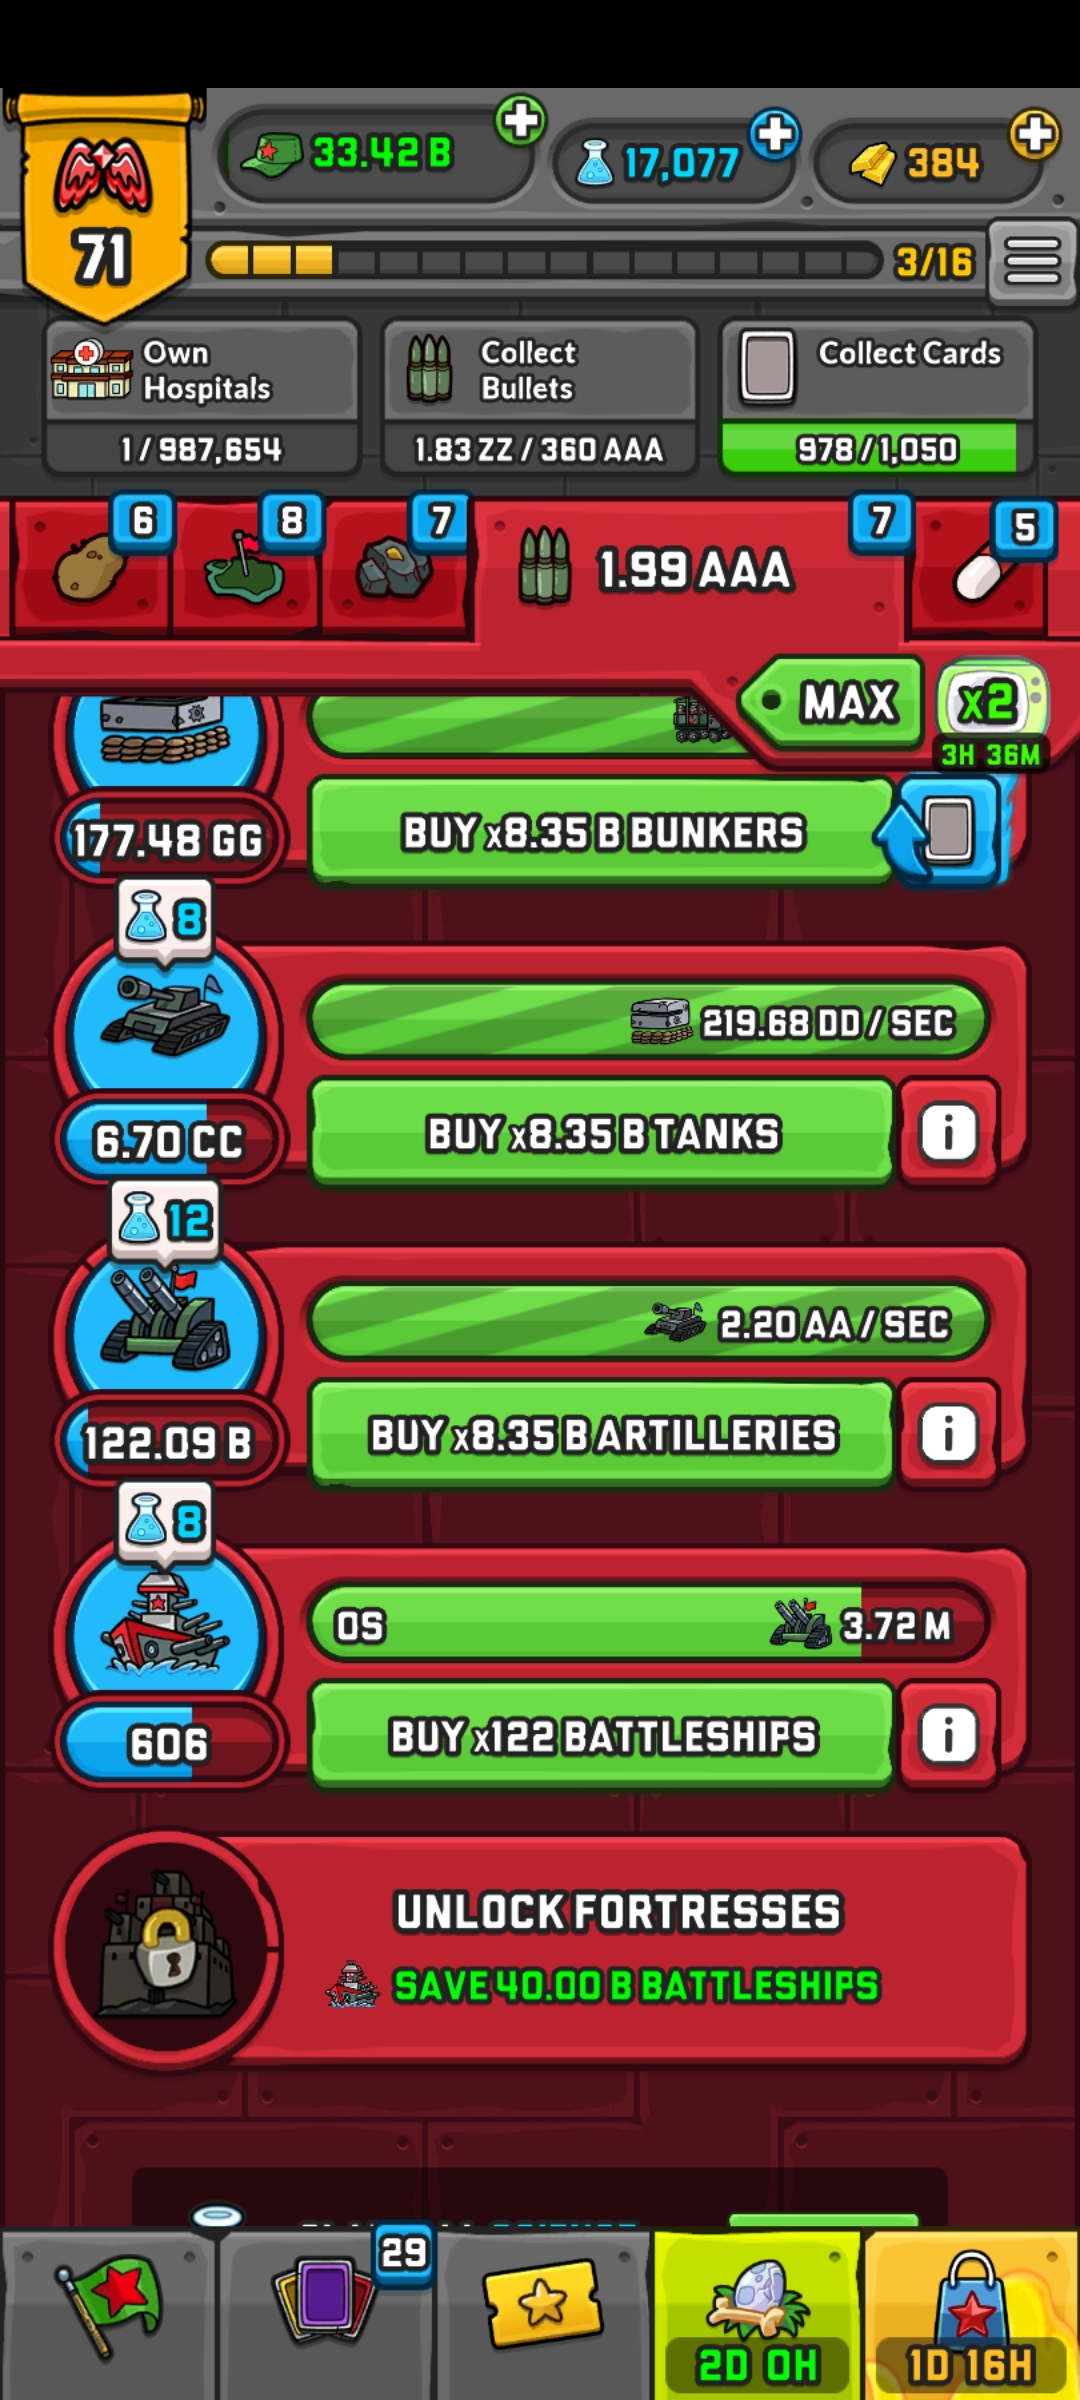 71
33.42 B
17,077
384
3/16
Own
Hospitals
1 / 987,654
Collect
Bullets
1.83 ZZ / 360 AAA
Collect Cards
978 / 1,050
6
8
7
1.99 AAA
7
5
MAX
x2
3H 36M
177.48 GG
BUY x8.35 B BUNKERS
8
219.68 DD / SEC
6.70 CC
BUY x8.35 B TANKS
12
2.20 AA / SEC
122.09 B
BUY x8.35 B ARTILLERIES
8
0S
3.72 M
606
BUY x122 BATTLESHIPS
UNLOCK FORTRESSES
SAVE 40.00 B BATTLESHIPS
29
2D 0H
1D 16H